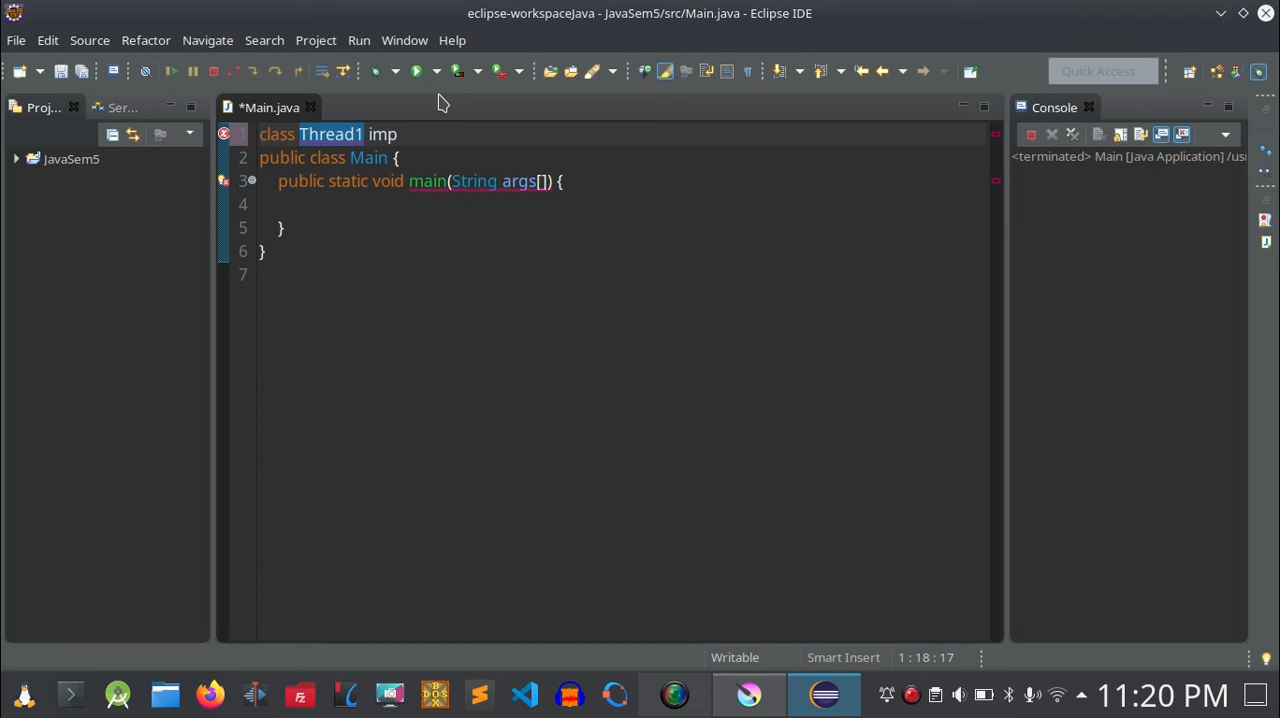 eclipse-workspaceJava - JavaSem5/src/Main.java - Eclipse IDE
File Edit Source Refactor Navigate Search Project Run Window Help
Quick Access
Proj... Ser... *Main.java Console
1 class Thread1 imp
2 public class Main {
3 public static void main(String args[]) {
4
5 }
6 }
7
JavaSem5
<terminated> Main [Java Application] /usr
Writable Smart Insert 1 : 18 : 17
11:20 PM